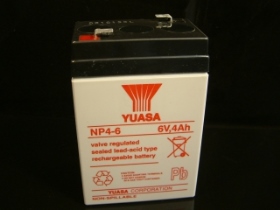 YUASA
NP4-6 6V,4Ah
valve regulated
sealed lead-acid type
rechargeable battery
Pb
YUASA CORPORATION